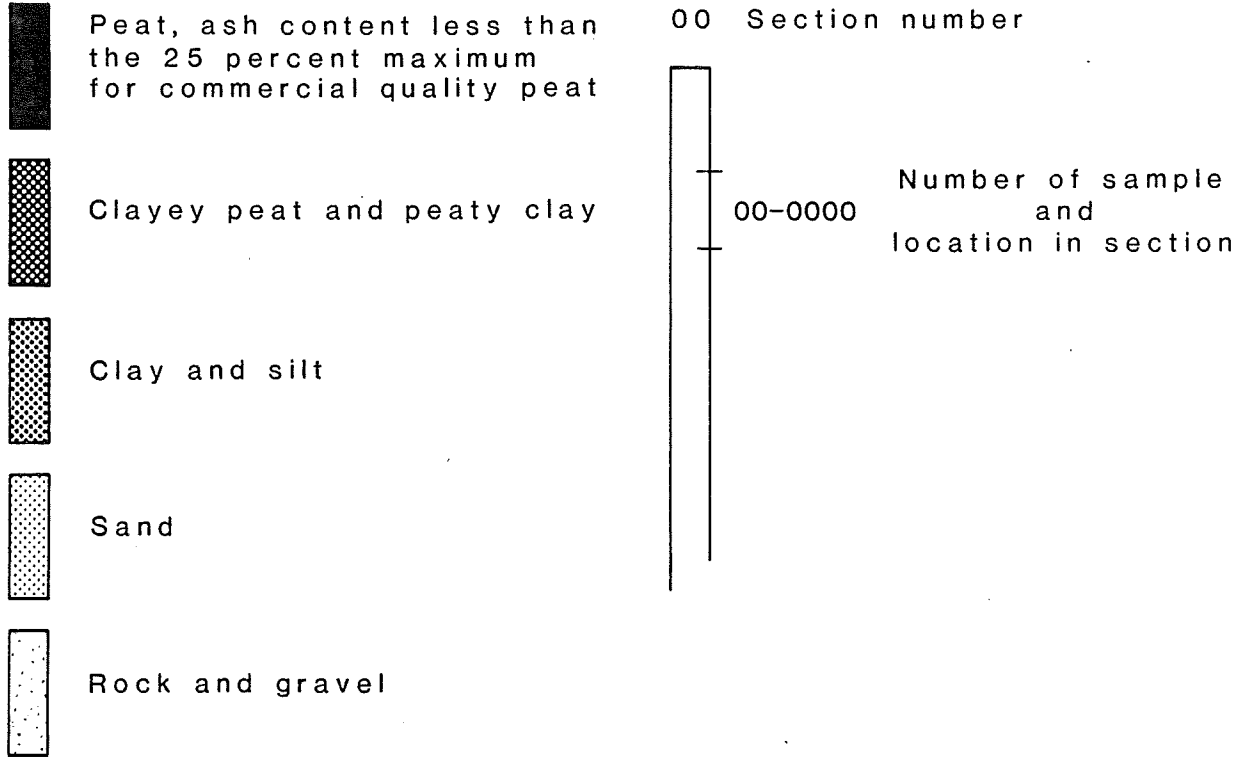 Peat, ash content less than
the 25 percent maximum
for commercial quality peat
Clayey peat and peaty clay
Clay and silt
Sand
Rock and gravel
00 Section number
00-0000
Number of sample
and
location in section